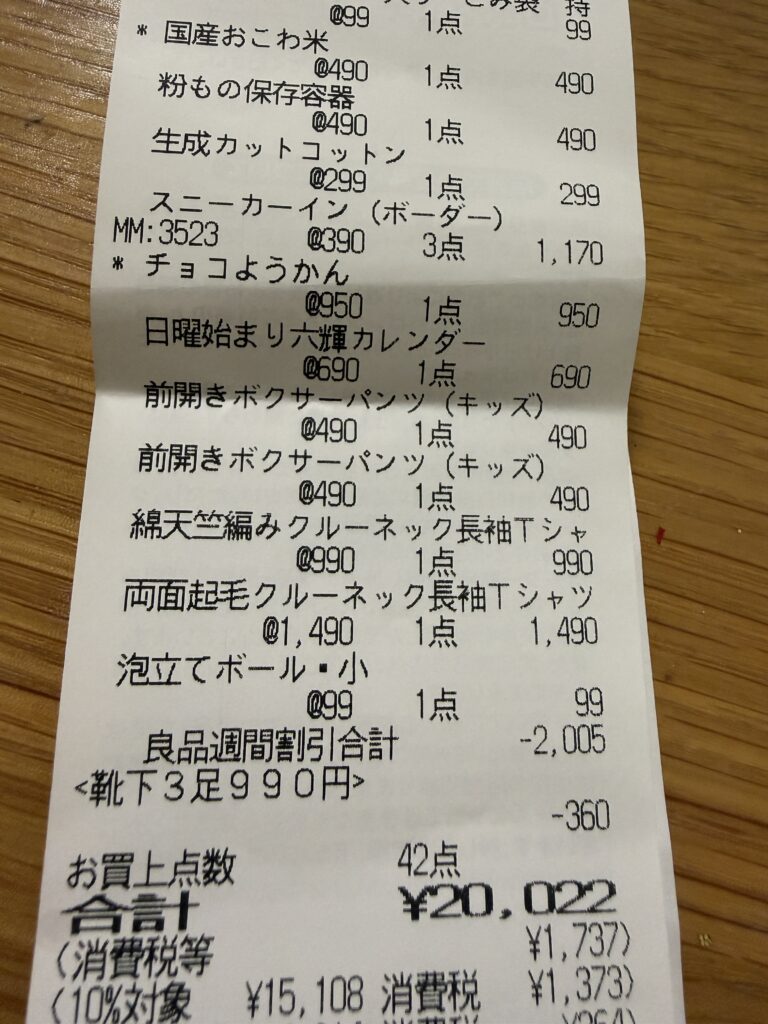 ごみ袋 持
@99 1点 99
* 国産おこわ米
@490 1点 490
粉もの保存容器
@490 1点 490
生成カットコットン
@299 1点 299
スニーカーイン (ボーダー)
MM:3523 @390 3点 1,170
* チョコようかん
@950 1点 950
日曜始まり六輝カレンダー
@690 1点 690
前開きボクサーパンツ (キッズ)
@490 1点 490
前開きボクサーパンツ (キッズ)
@490 1点 490
綿天竺編みクルーネック長袖Tシャ
@990 1点 990
両面起毛クルーネック長袖Tシャツ
@1,490 1点 1,490
泡立てボール・小
@99 1点 99
良品週間割引合計 -2,005
<靴下3足990円>
-360
お買上点数 42点
合計 ¥20,022
(消費税等 ¥1,737)
(10%対象 ¥15,108 消費税 ¥1,373)